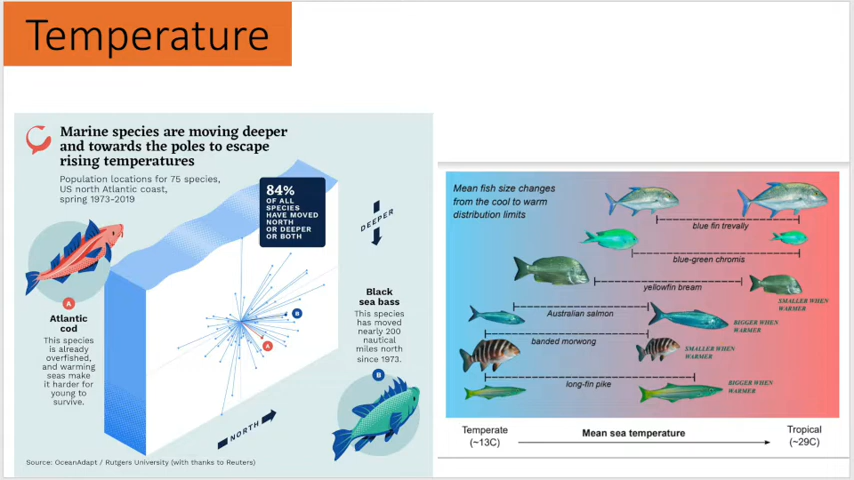 Temperature
Marine species are moving deeper
and towards the poles to escape
rising temperatures
Population locations for 75 species,
US north Atlantic coast,
spring 1973-2019
84%
OF ALL
SPECIES
HAVE MOVED
NORTH
OR DEEPER
OR BOTH
DEEPER
A
Atlantic
cod
This species
is already
overfished,
and warming
seas make
it harder for
young to
survive.
B
A
Black
sea bass
This species
has moved
nearly 200
nautical
miles north
since 1973.
B
NORTH
Source: OceanAdapt / Rutgers University (with thanks to Reuters)
Mean fish size changes
from the cool to warm
distribution limits
blue fin trevally
blue-green chromis
yellowfin bream
SMALLER WHEN
WARMER
Australian salmon
BIGGER WHEN
WARMER
banded morwong
SMALLER WHEN
WARMER
long-fin pike
BIGGER WHEN
WARMER
Temperate
(~13C)
Mean sea temperature
Tropical
(~29C)